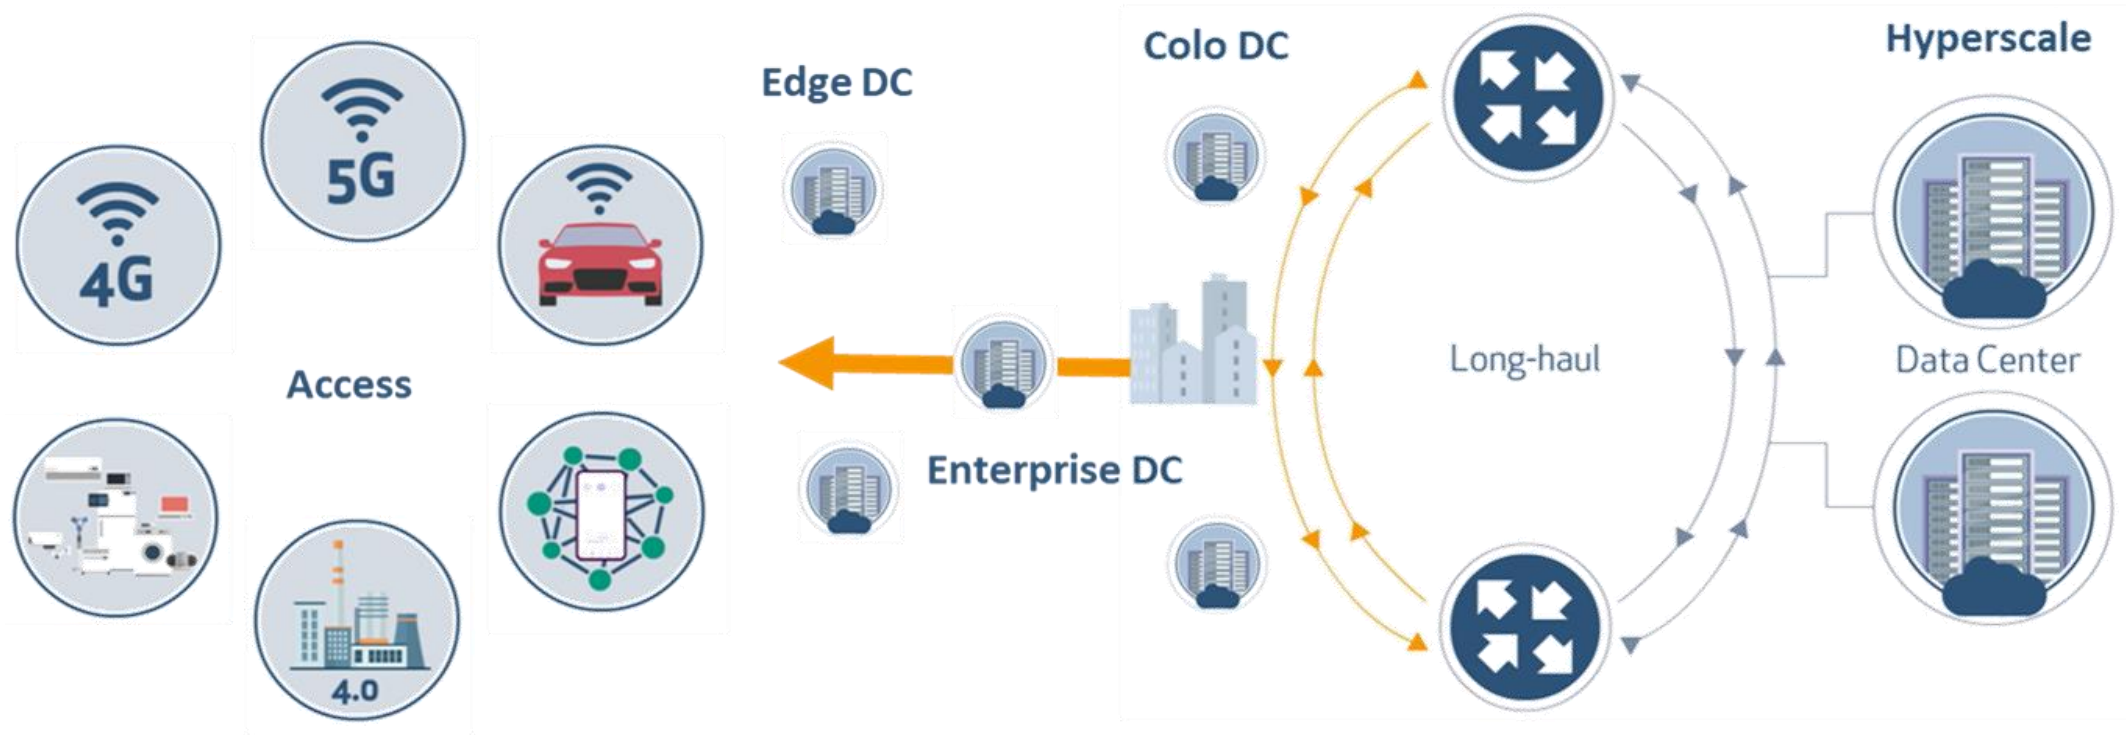 Hyperscale
Colo DC
Edge DC
5G
4G
Long-haul
Data Center
Access
Enterprise DC
4.0